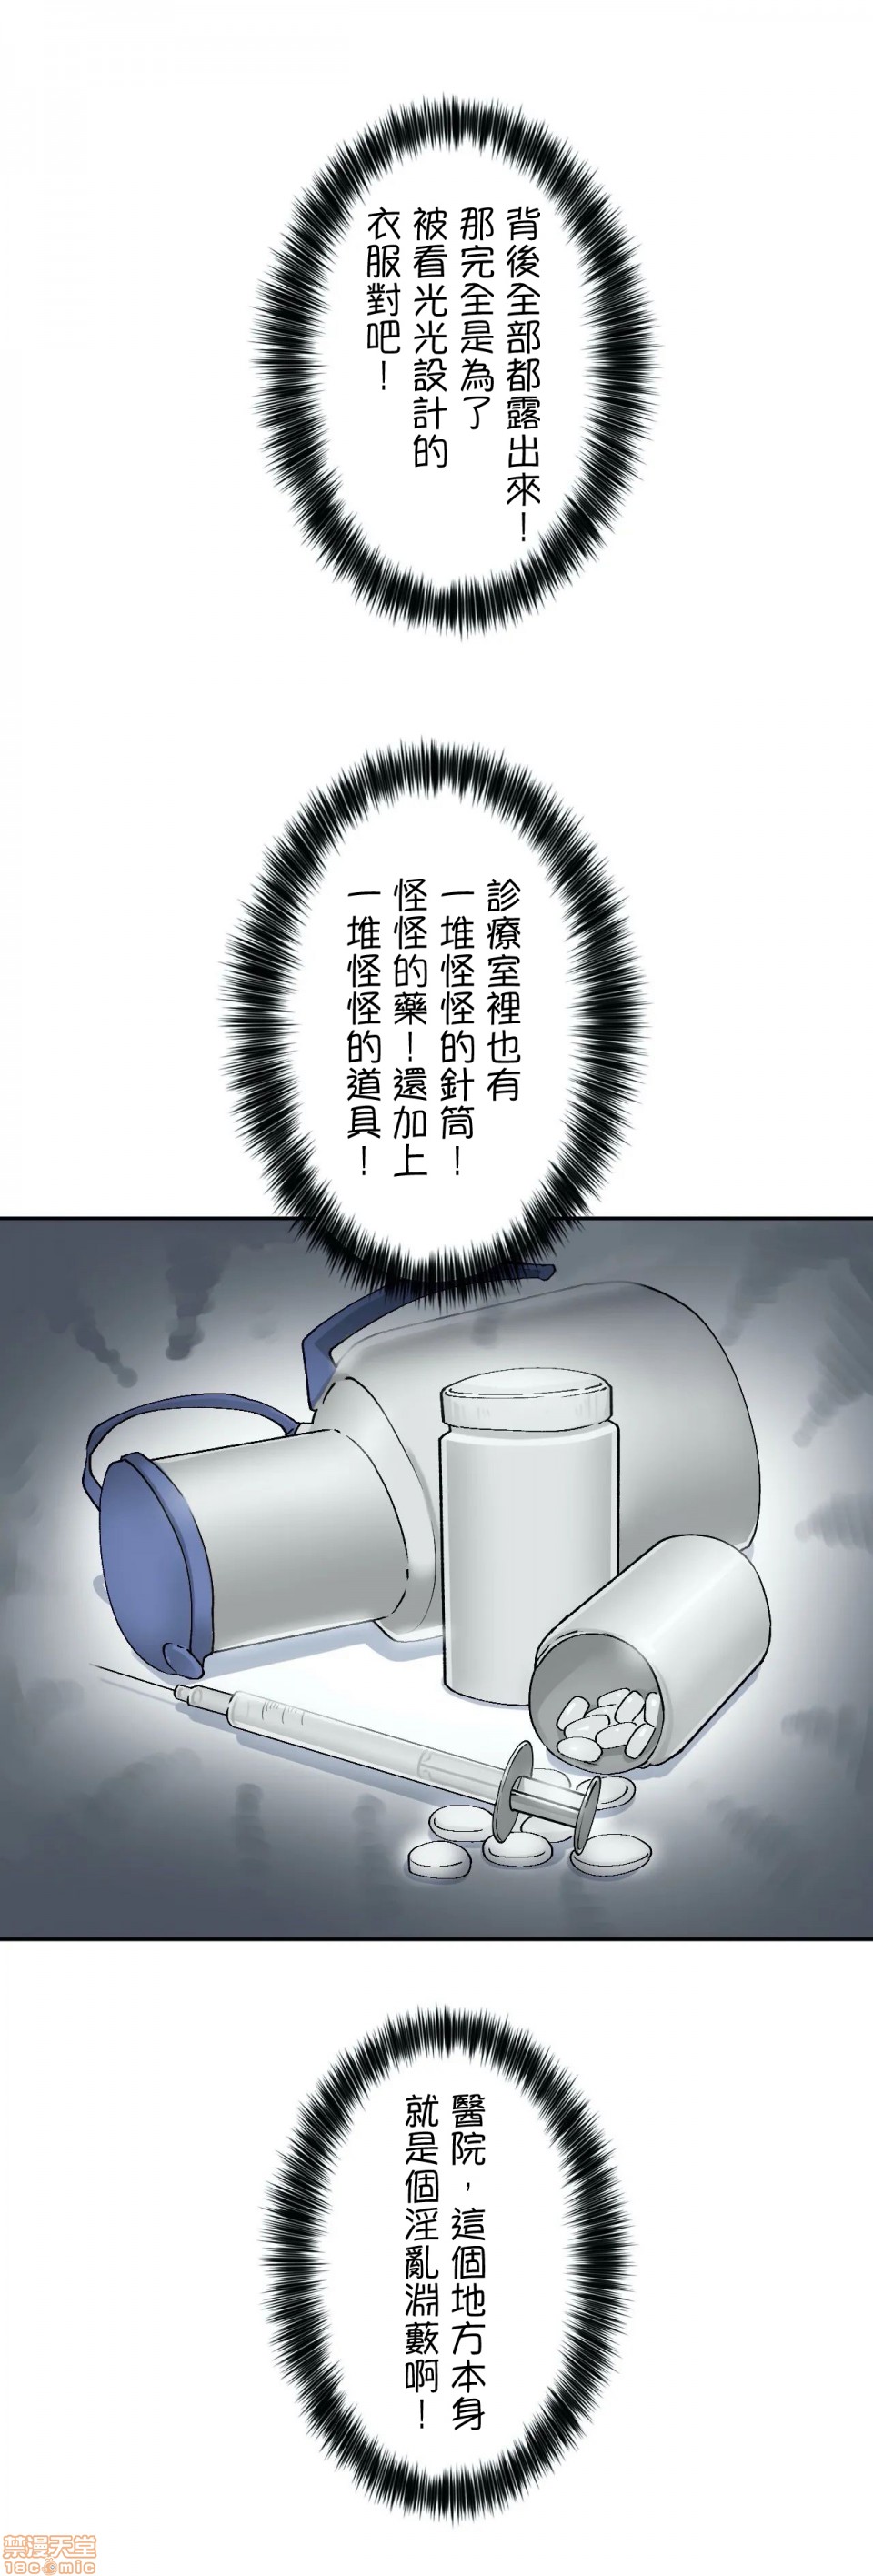 背後全部都露出來！
那完全是為了
被看光光設計的
衣服對吧！
診療室裡也有
一堆怪怪的針筒！
怪怪的藥！還加上
一堆怪怪的道具！
醫院，這個地方本身
就是個淫亂淵藪啊！
禁漫天堂
18comic